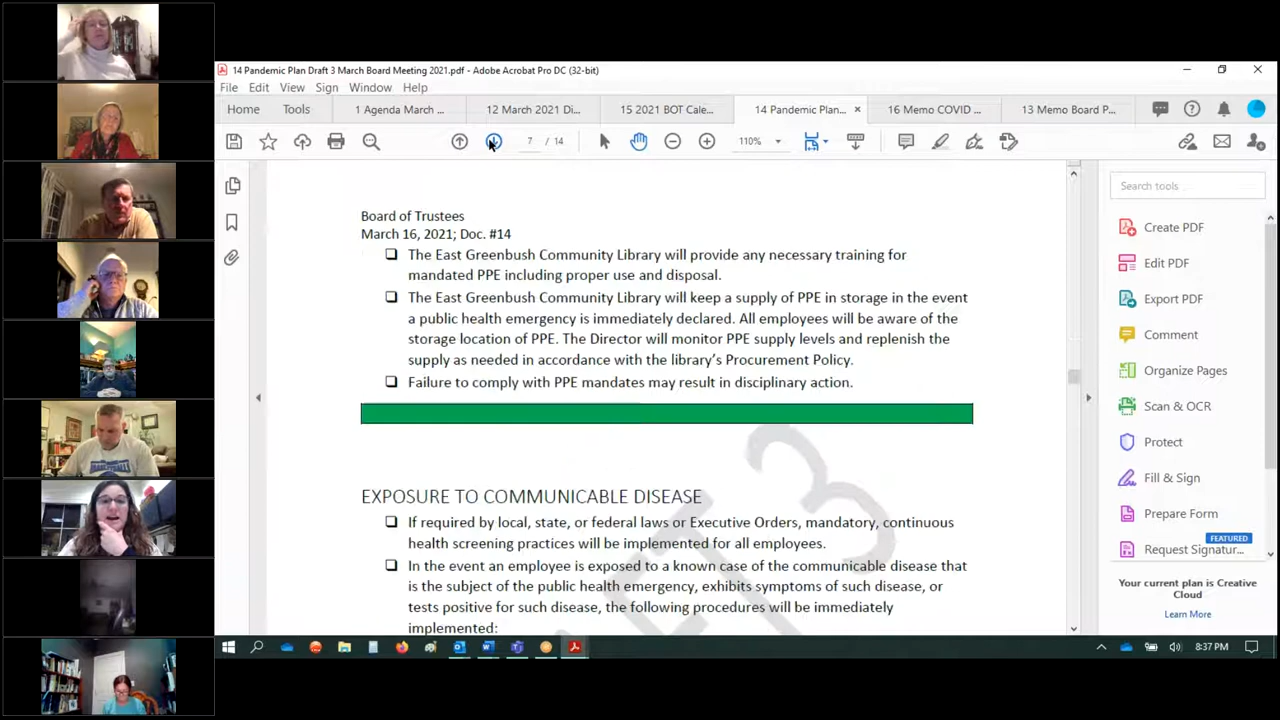 14 Pandemic Plan Draft 3 March Board Meeting 2021.pdf - Adobe Acrobat Pro DC (32-bit)
File Edit View Sign Window Help
Home Tools 1 Agenda March ... 12 March 2021 Di... 15 2021 BOT Cale... 14 Pandemic Plan... 16 Memo COVID ... 13 Memo Board P...
7 / 14 110%
Board of Trustees
March 16, 2021; Doc. #14
❑ The East Greenbush Community Library will provide any necessary training for
mandated PPE including proper use and disposal.
❑ The East Greenbush Community Library will keep a supply of PPE in storage in the event
a public health emergency is immediately declared. All employees will be aware of the
storage location of PPE. The Director will monitor PPE supply levels and replenish the
supply as needed in accordance with the library's Procurement Policy.
❑ Failure to comply with PPE mandates may result in disciplinary action.
EXPOSURE TO COMMUNICABLE DISEASE
❑ If required by local, state, or federal laws or Executive Orders, mandatory, continuous
health screening practices will be implemented for all employees.
❑ In the event an employee is exposed to a known case of the communicable disease that
is the subject of the public health emergency, exhibits symptoms of such disease, or
tests positive for such disease, the following procedures will be immediately
implemented:
Search tools
Create PDF
Edit PDF
Export PDF
Comment
Organize Pages
Scan & OCR
Protect
Fill & Sign
Prepare Form
FEATURED
Request Signatur...
Your current plan is Creative
Cloud
Learn More
8:37 PM